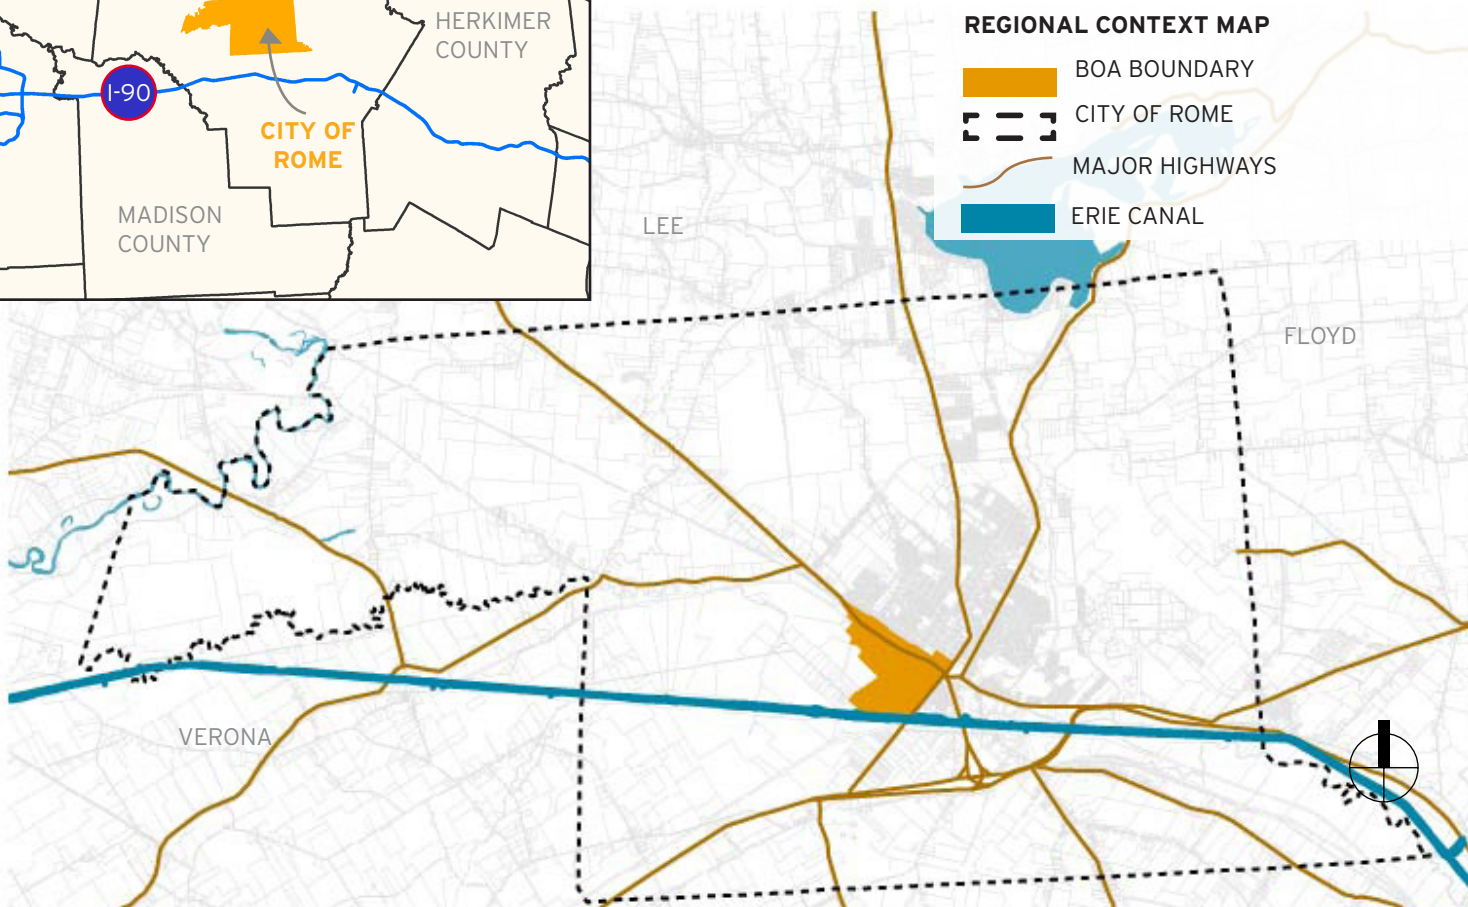 HERKIMER
COUNTY
I-90
CITY OF
ROME
MADISON
COUNTY
REGIONAL CONTEXT MAP
BOA BOUNDARY
CITY OF ROME
MAJOR HIGHWAYS
ERIE CANAL
LEE
FLOYD
VERONA